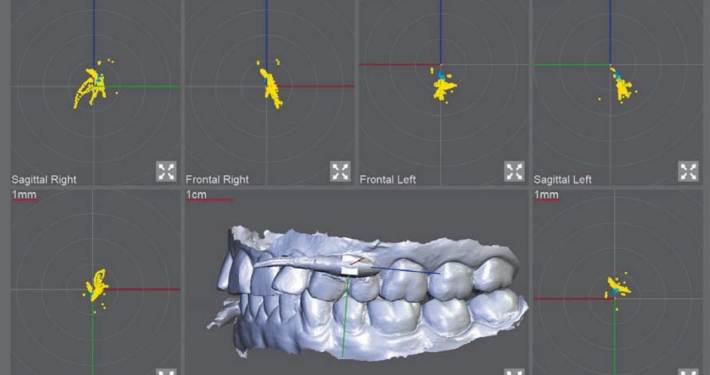 Sagittal Right
Frontal Right
Frontal Left
Sagittal Left
1mm
1cm
1mm